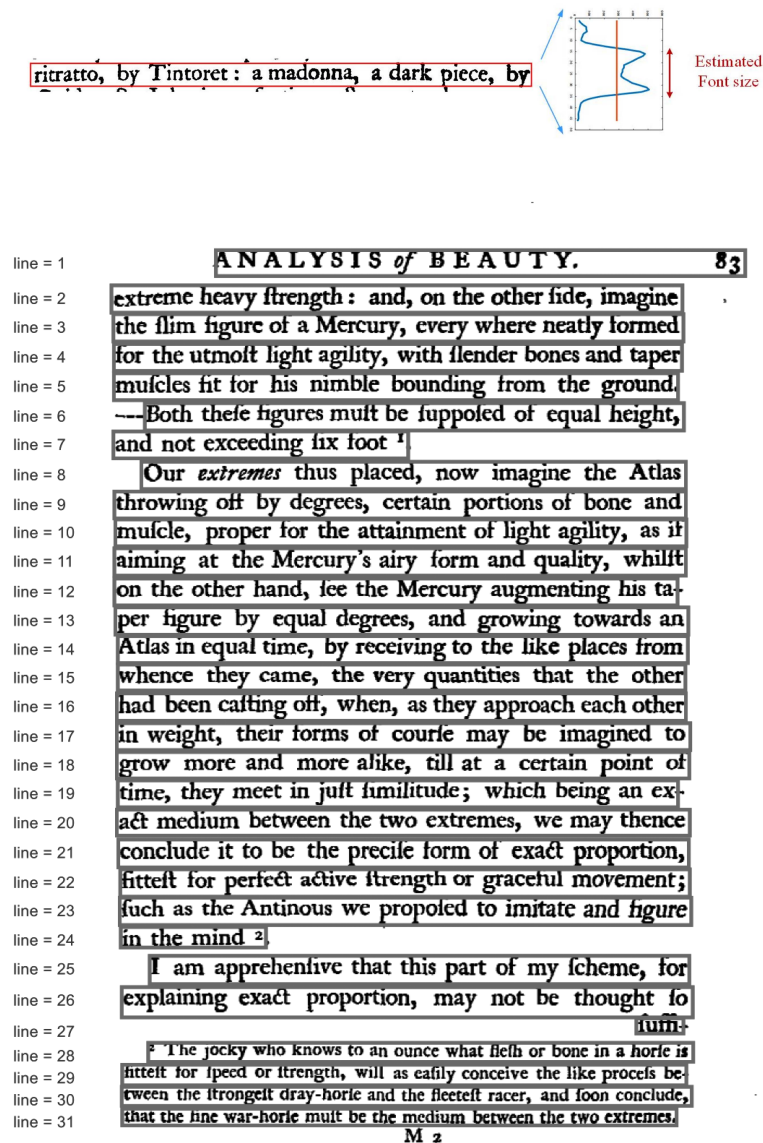 ritratto, by Tintoret : a madonna, a dark piece, by
Estimated
Font size
line = 1 ANALYSIS of BEAUTY. 83
line = 2 extreme heavy ſtrength : and, on the other ſide, imagine
line = 3 the ſlim figure of a Mercury, every where neatly formed
line = 4 for the utmoſt light agility, with ſlender bones and taper
line = 5 muſcles fit for his nimble bounding from the ground.
line = 6 ---Both theſe figures muſt be ſuppoſed of equal height,
line = 7 and not exceeding ſix foot ¹.
line = 8 Our extremes thus placed, now imagine the Atlas
line = 9 throwing off by degrees, certain portions of bone and
line = 10 muſcle, proper for the attainment of light agility, as if
line = 11 aiming at the Mercury's airy form and quality, whilſt
line = 12 on the other hand, ſee the Mercury augmenting his ta-
line = 13 per figure by equal degrees, and growing towards an
line = 14 Atlas in equal time, by receiving to the like places from
line = 15 whence they came, the very quantities that the other
line = 16 had been caſting off, when, as they approach each other
line = 17 in weight, their forms of courſe may be imagined to
line = 18 grow more and more alike, till at a certain point of
line = 19 time, they meet in juſt ſimilitude; which being an ex-
line = 20 act medium between the two extremes, we may thence
line = 21 conclude it to be the preciſe form of exact proportion,
line = 22 fitteſt for perfect active ſtrength or graceful movement;
line = 23 ſuch as the Antinous we propoſed to imitate and figure
line = 24 in the mind ².
line = 25 I am apprehenſive that this part of my ſcheme, for
line = 26 explaining exact proportion, may not be thought ſo
line = 27 ſuffi-
line = 28 ² The jocky who knows to an ounce what fleſh or bone in a horſe is
line = 29 fitteſt for ſpeed or ſtrength, will as eaſily conceive the like proceſs be-
line = 30 tween the ſtrongeſt dray-horſe and the fleeteſt racer, and ſoon conclude,
line = 31 that the fine war-horſe muſt be the medium between the two extremes.
M 2